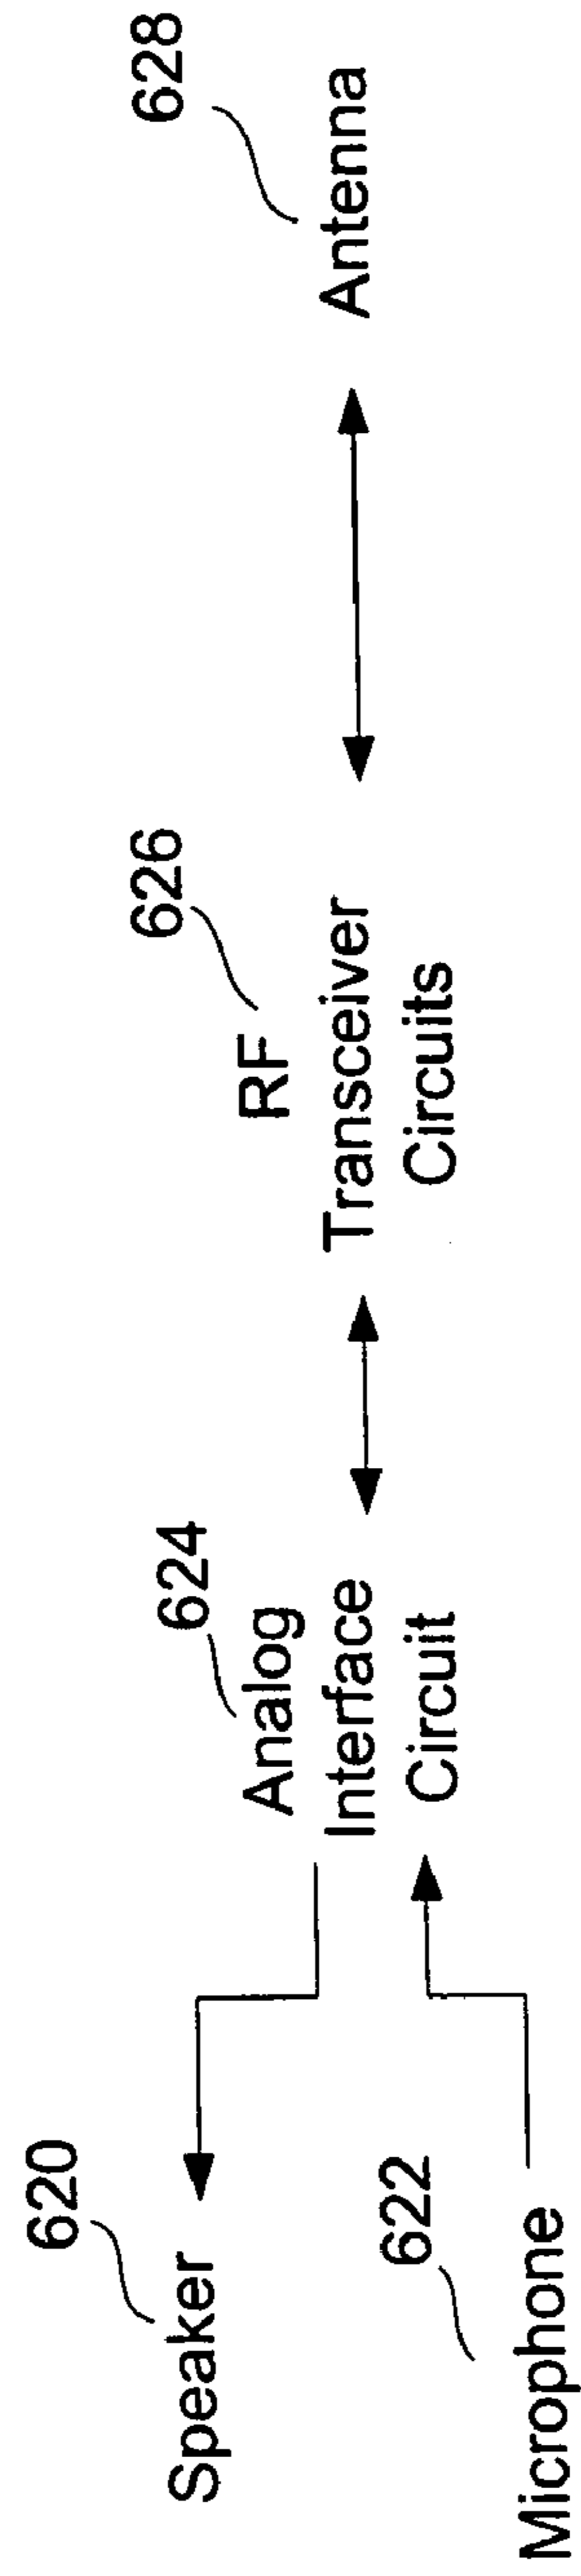 620
Speaker
622
Microphone
624
Analog
Interface
Circuit
626
RF
Transceiver
Circuits
628
Antenna